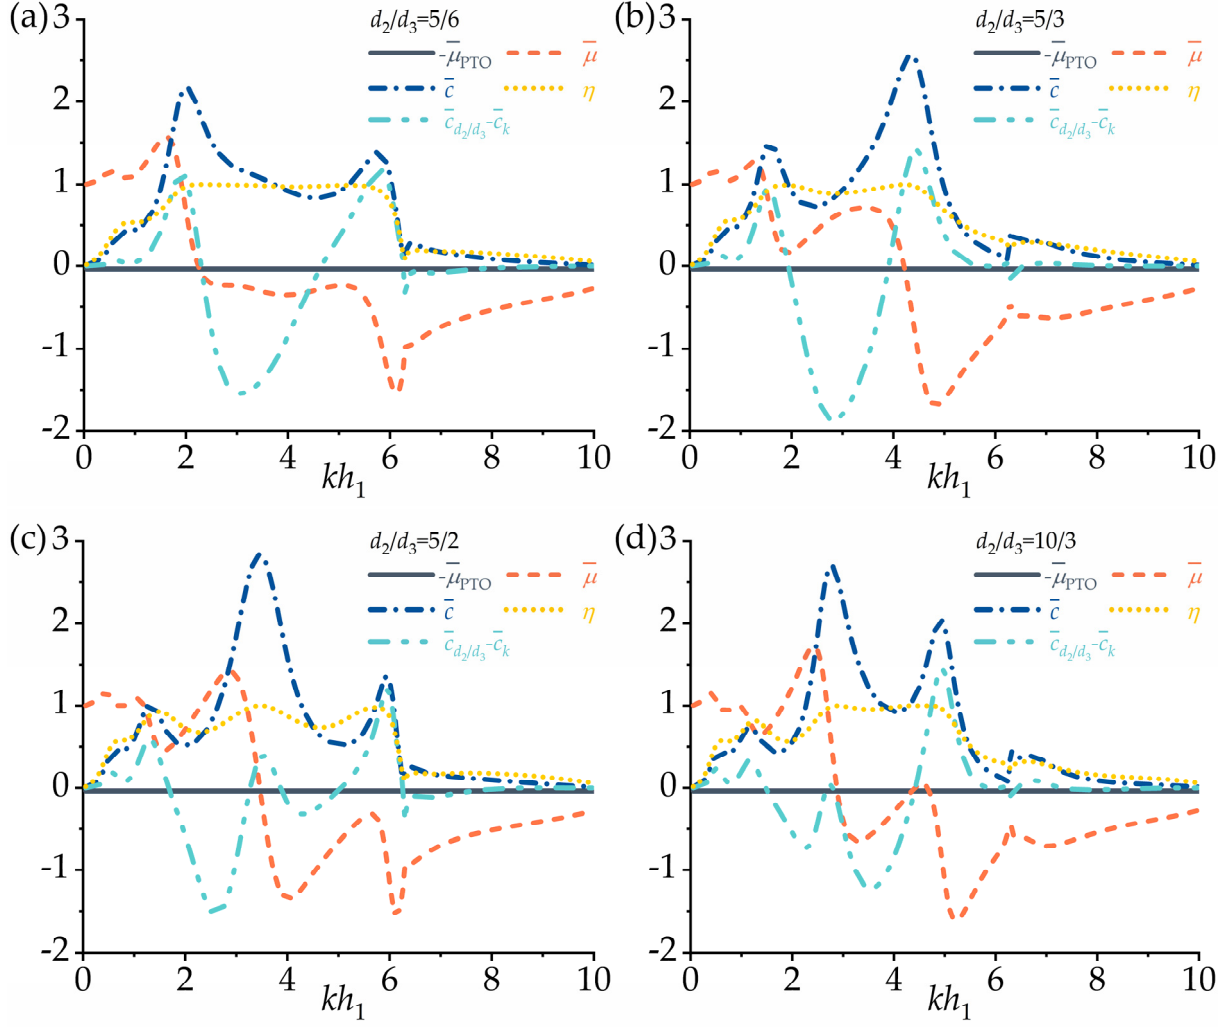 (a)
d₂/d₃=5/6
-μ̅PTO μ̅
c̅ η
c̅d₂/d₃-c̅k
3
2
1
0
-1
-2
0 2 4 6 8 10
kh₁
(b)
d₂/d₃=5/3
-μ̅PTO μ̅
c̅ η
c̅d₂/d₃-c̅k
3
2
1
0
-1
-2
0 2 4 6 8 10
kh₁
(c)
d₂/d₃=5/2
-μ̅PTO μ̅
c̅ η
c̅d₂/d₃-c̅k
3
2
1
0
-1
-2
0 2 4 6 8 10
kh₁
(d)
d₂/d₃=10/3
-μ̅PTO μ̅
c̅ η
c̅d₂/d₃-c̅k
3
2
1
0
-1
-2
0 2 4 6 8 10
kh₁